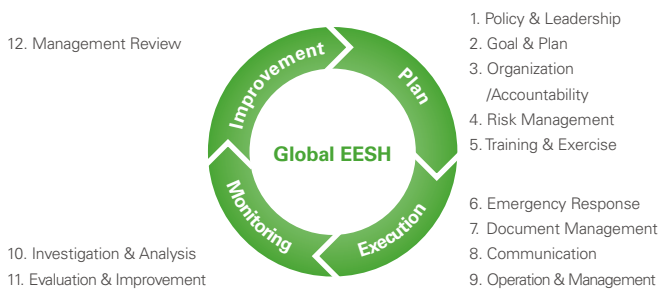 1. Policy & Leadership
2. Goal & Plan
3. Organization
/Accountability
4. Risk Management
5. Training & Exercise
12. Management Review
Improvement
Plan
Global EESH
Monitoring
Execution
6. Emergency Response
7. Document Management
8. Communication
9. Operation & Management
10. Investigation & Analysis
11. Evaluation & Improvement